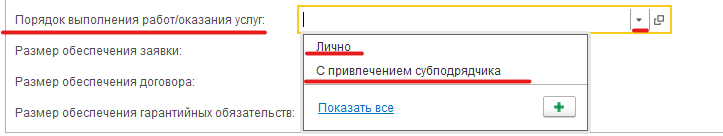 Порядок выполнения работ/оказания услуг:
Лично
Размер обеспечения заявки:
С привлечением субподрядчика
Размер обеспечения договора:
Размер обеспечения гарантийных обязательств:
Показать все